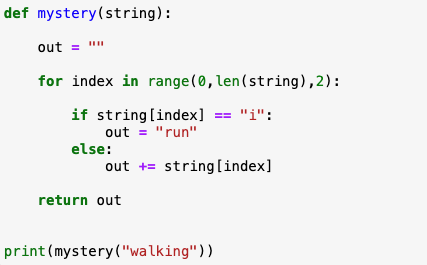 def mystery(string):
    out = ""
    for index in range(0,len(string),2):
        if string[index] == "i":
            out = "run"
        else:
            out += string[index]
    return out
print(mystery("walking"))